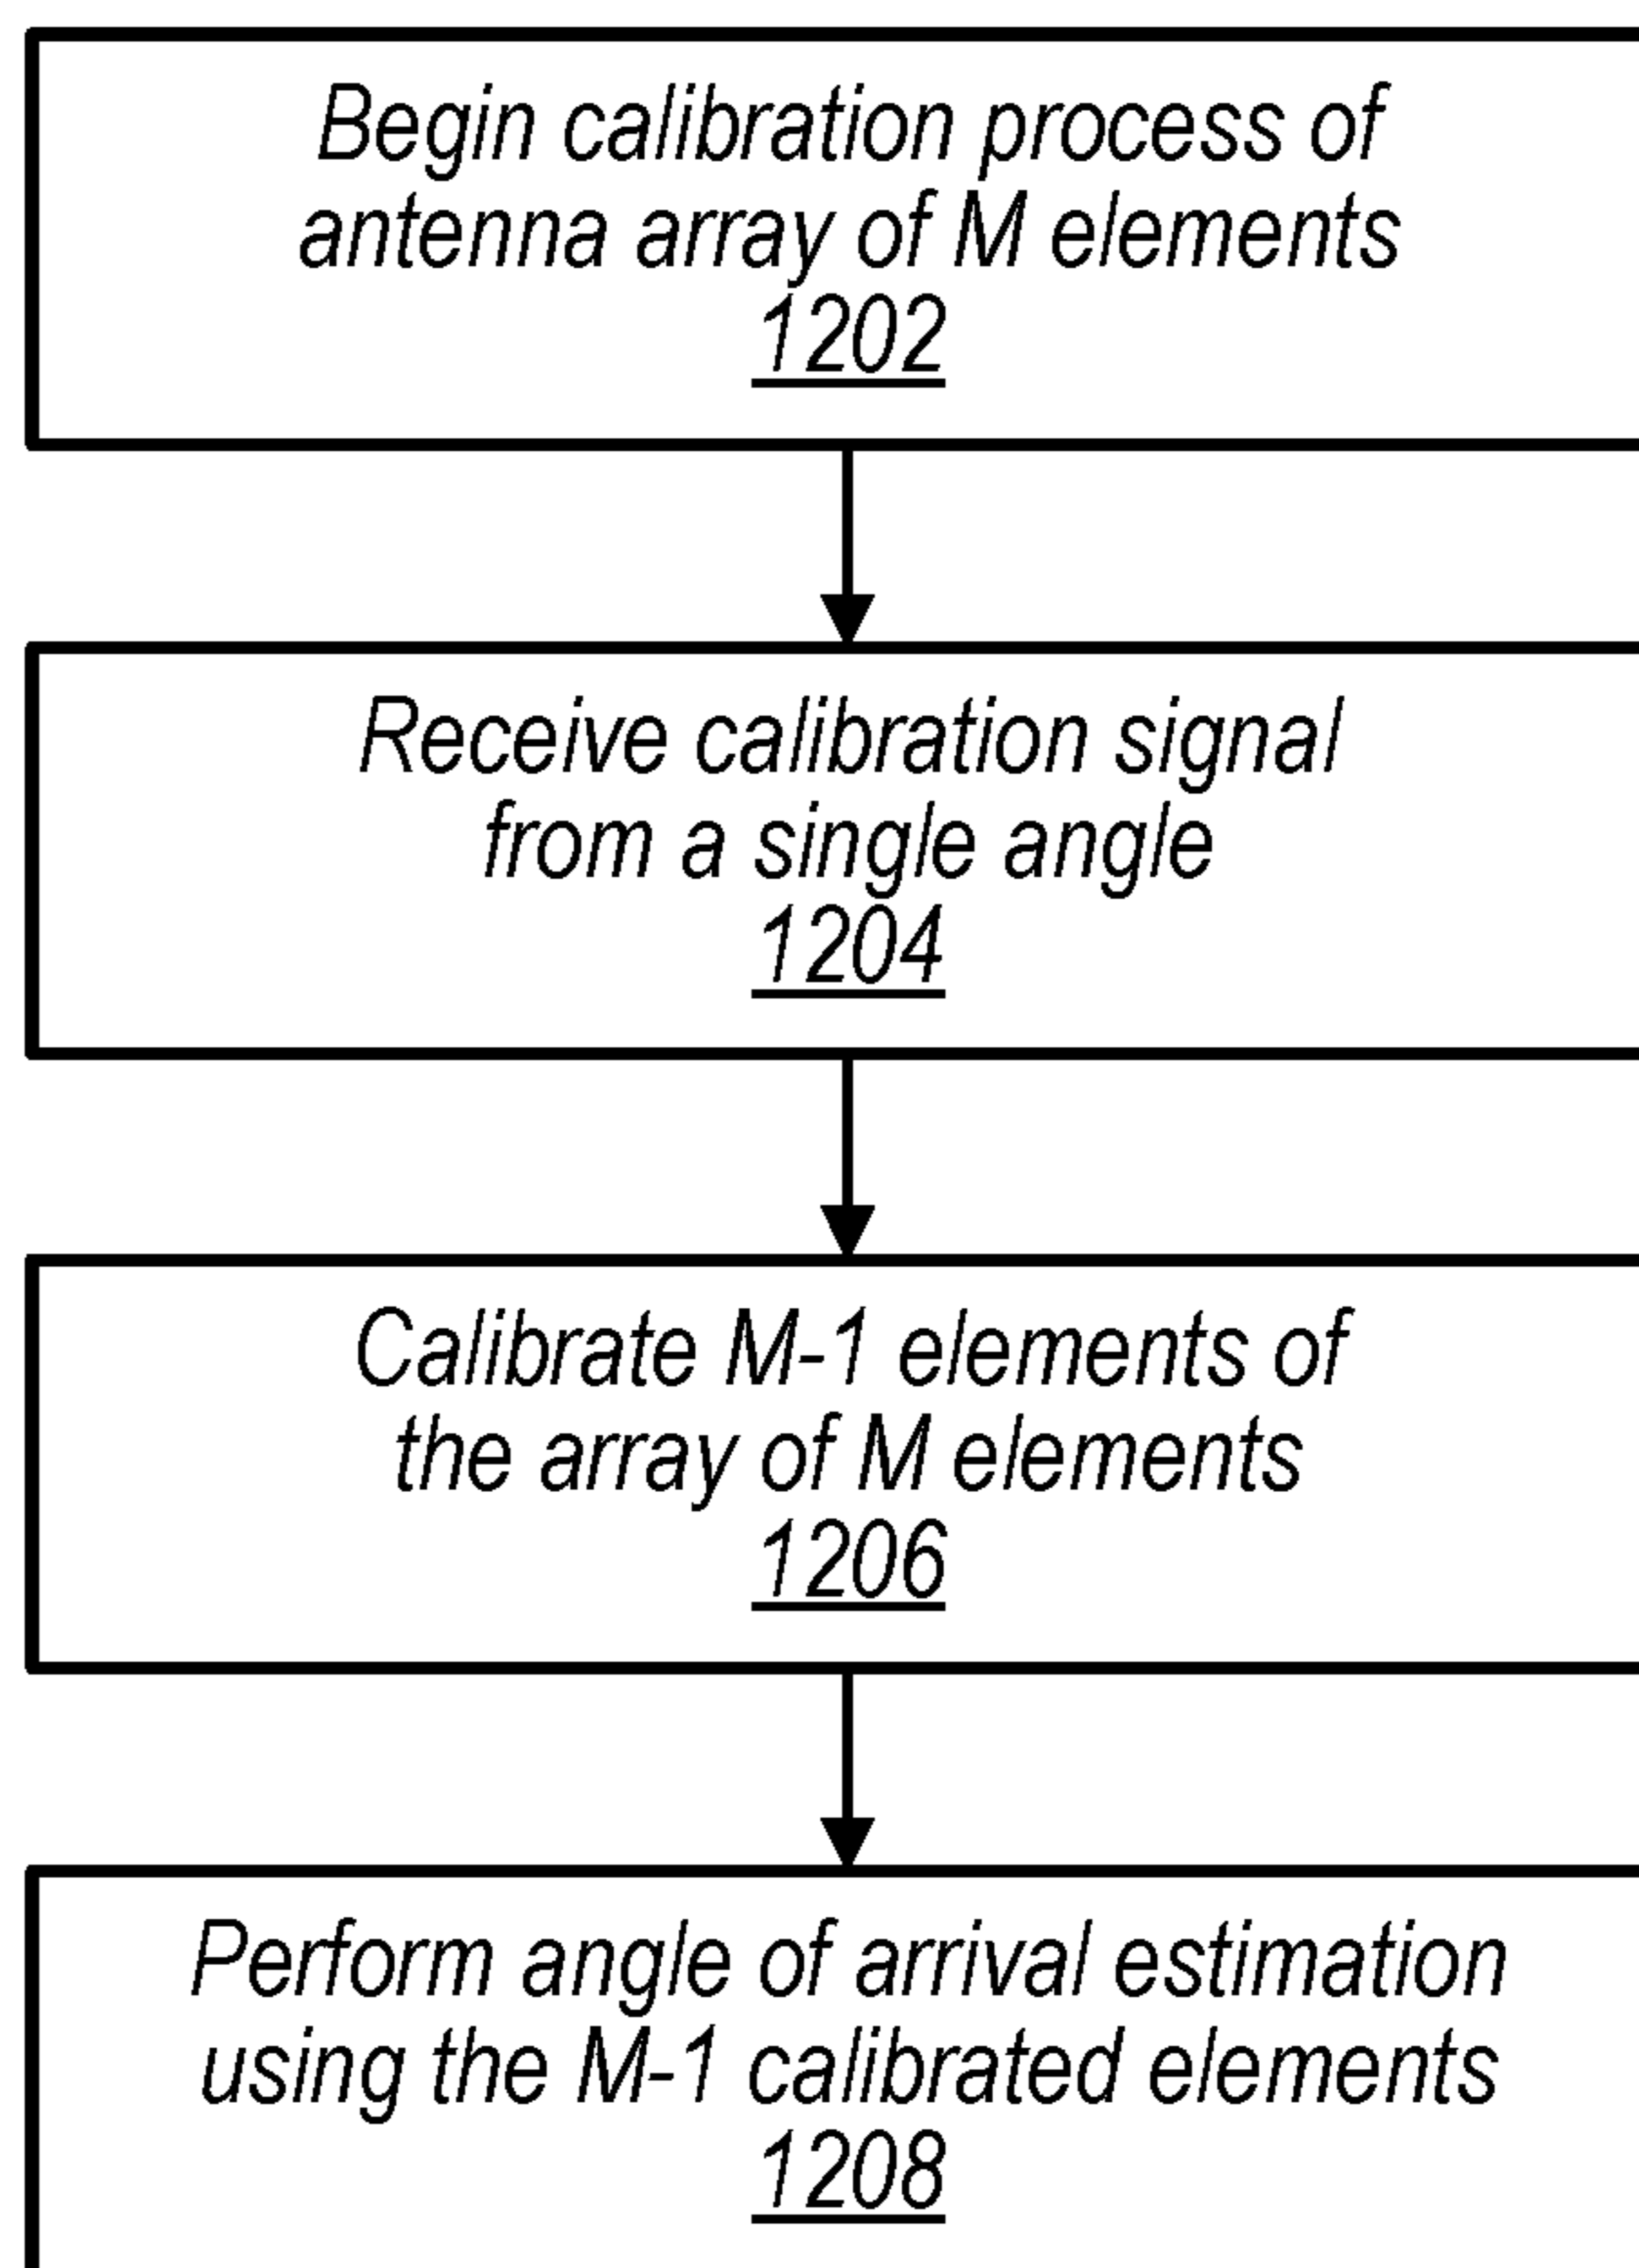 Begin calibration process of
antenna array of M elements
1202
Receive calibration signal
from a single angle
1204
Calibrate M-1 elements of
the array of M elements
1206
Perform angle of arrival estimation
using the M-1 calibrated elements
1208